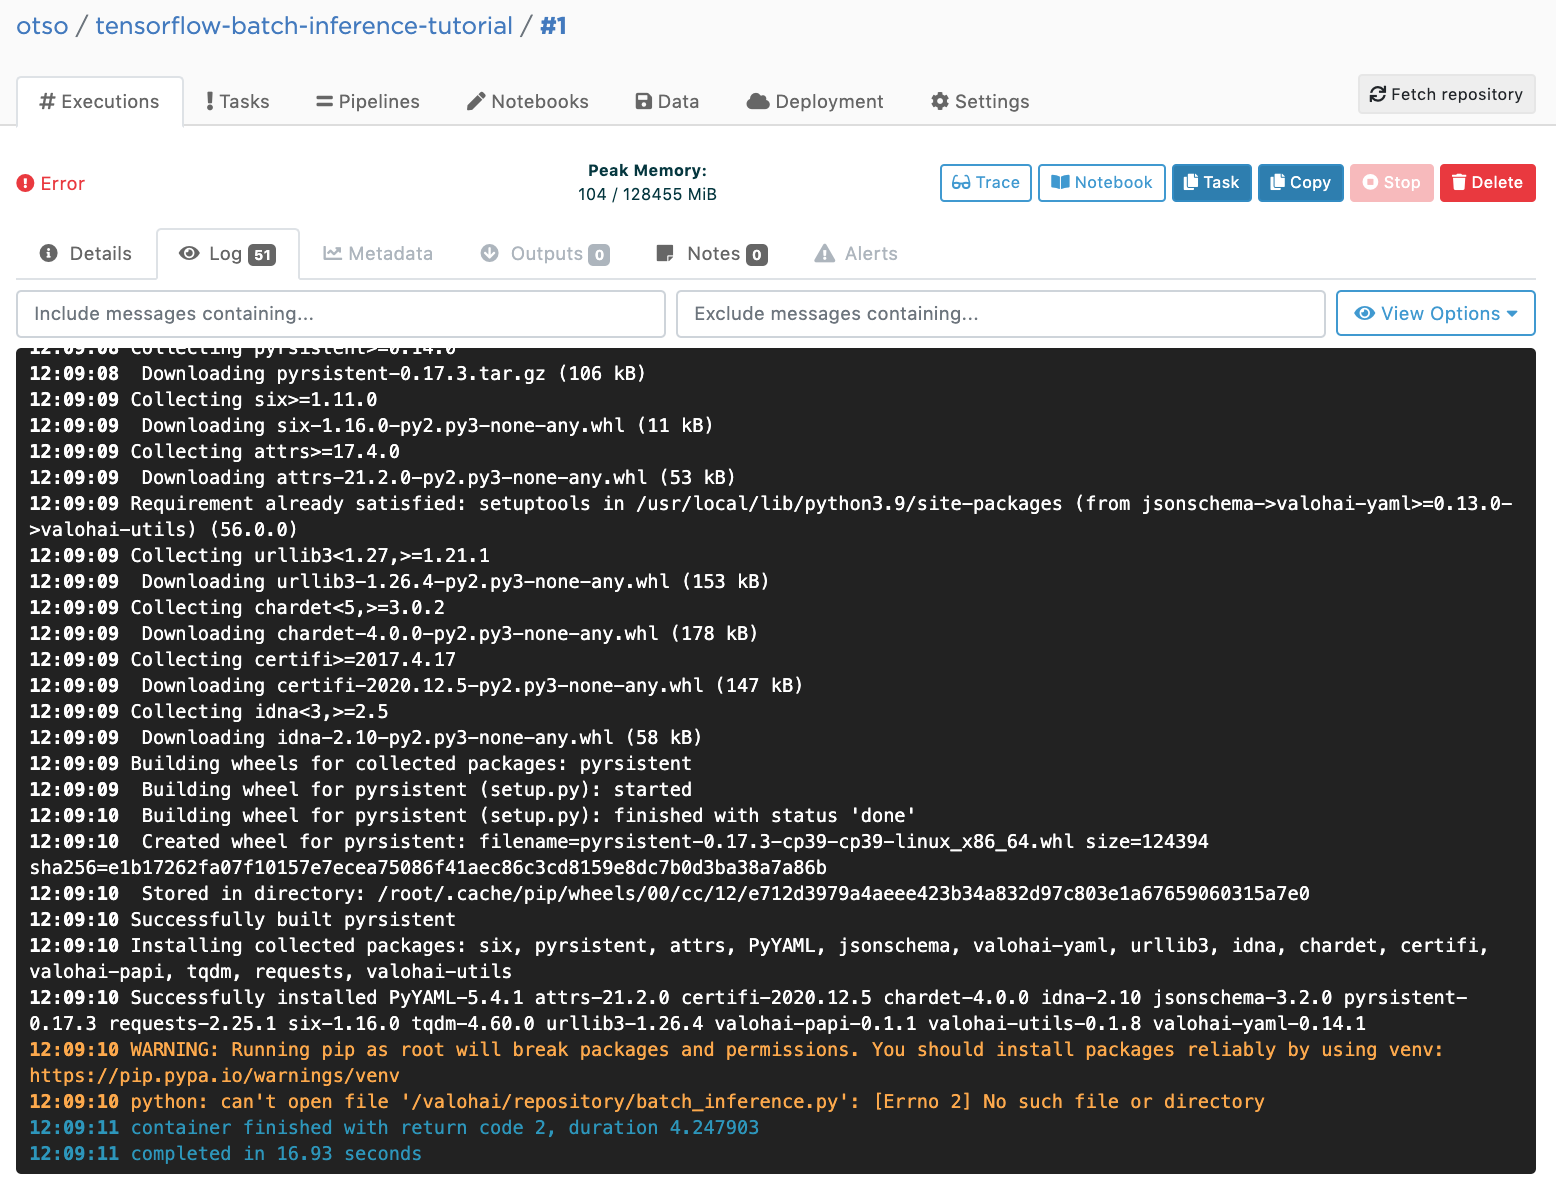 otso / tensorflow-batch-inference-tutorial / #1
# Executions
Tasks
Pipelines
Notebooks
Data
Deployment
Settings
Fetch repository
Error
Peak Memory:
104 / 128455 MiB
Trace
Notebook
Task
Copy
Stop
Delete
Details
Log 51
Metadata
Outputs 0
Notes 0
Alerts
Include messages containing...
Exclude messages containing...
View Options
12:09:08 Collecting pyrsistent>=0.14.0
12:09:08  Downloading pyrsistent-0.17.3.tar.gz (106 kB)
12:09:09 Collecting six>=1.11.0
12:09:09  Downloading six-1.16.0-py2.py3-none-any.whl (11 kB)
12:09:09 Collecting attrs>=17.4.0
12:09:09  Downloading attrs-21.2.0-py2.py3-none-any.whl (53 kB)
12:09:09 Requirement already satisfied: setuptools in /usr/local/lib/python3.9/site-packages (from jsonschema->valohai-yaml>=0.13.0-
>valohai-utils) (56.0.0)
12:09:09 Collecting urllib3<1.27,>=1.21.1
12:09:09  Downloading urllib3-1.26.4-py2.py3-none-any.whl (153 kB)
12:09:09 Collecting chardet<5,>=3.0.2
12:09:09  Downloading chardet-4.0.0-py2.py3-none-any.whl (178 kB)
12:09:09 Collecting certifi>=2017.4.17
12:09:09  Downloading certifi-2020.12.5-py2.py3-none-any.whl (147 kB)
12:09:09 Collecting idna<3,>=2.5
12:09:09  Downloading idna-2.10-py2.py3-none-any.whl (58 kB)
12:09:09 Building wheels for collected packages: pyrsistent
12:09:09  Building wheel for pyrsistent (setup.py): started
12:09:10  Building wheel for pyrsistent (setup.py): finished with status 'done'
12:09:10  Created wheel for pyrsistent: filename=pyrsistent-0.17.3-cp39-cp39-linux_x86_64.whl size=124394
sha256=e1b17262fa07f10157e7ecea75086f41aec86c3cd8159e8dc7b0d3ba38a7a86b
12:09:10  Stored in directory: /root/.cache/pip/wheels/00/cc/12/e712d3979a4aeee423b34a832d97c803e1a67659060315a7e0
12:09:10 Successfully built pyrsistent
12:09:10 Installing collected packages: six, pyrsistent, attrs, PyYAML, jsonschema, valohai-yaml, urllib3, idna, chardet, certifi,
valohai-papi, tqdm, requests, valohai-utils
12:09:10 Successfully installed PyYAML-5.4.1 attrs-21.2.0 certifi-2020.12.5 chardet-4.0.0 idna-2.10 jsonschema-3.2.0 pyrsistent-
0.17.3 requests-2.25.1 six-1.16.0 tqdm-4.60.0 urllib3-1.26.4 valohai-papi-0.1.1 valohai-utils-0.1.8 valohai-yaml-0.14.1
12:09:10 WARNING: Running pip as root will break packages and permissions. You should install packages reliably by using venv:
https://pip.pypa.io/warnings/venv
12:09:10 python: can't open file '/valohai/repository/batch_inference.py': [Errno 2] No such file or directory
12:09:11 container finished with return code 2, duration 4.247903
12:09:11 completed in 16.93 seconds